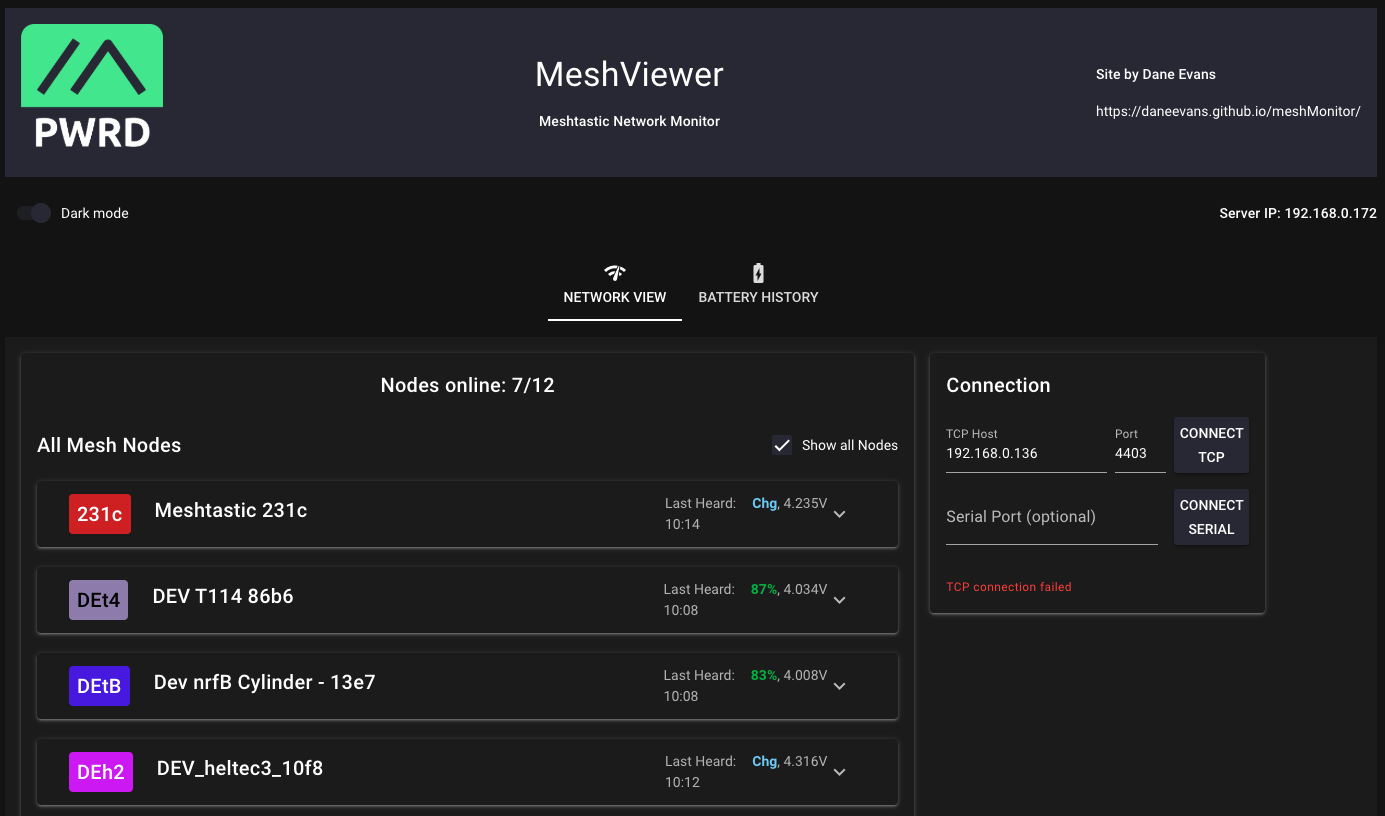 PWRD
MeshViewer
Meshtastic Network Monitor
Site by Dane Evans
https://daneevans.github.io/meshMonitor/
Dark mode
Server IP: 192.168.0.172
NETWORK VIEW
BATTERY HISTORY
Nodes online: 7/12
All Mesh Nodes
Show all Nodes
231c
Meshtastic 231c
Last Heard:
10:14
Chg, 4.235V
DEt4
DEV T114 86b6
Last Heard:
10:08
87%, 4.034V
DEtB
Dev nrfB Cylinder - 13e7
Last Heard:
10:08
83%, 4.008V
DEh2
DEV_heltec3_10f8
Last Heard:
10:12
Chg, 4.316V
Connection
TCP Host
192.168.0.136
Port
4403
CONNECT
TCP
Serial Port (optional)
CONNECT
SERIAL
TCP connection failed